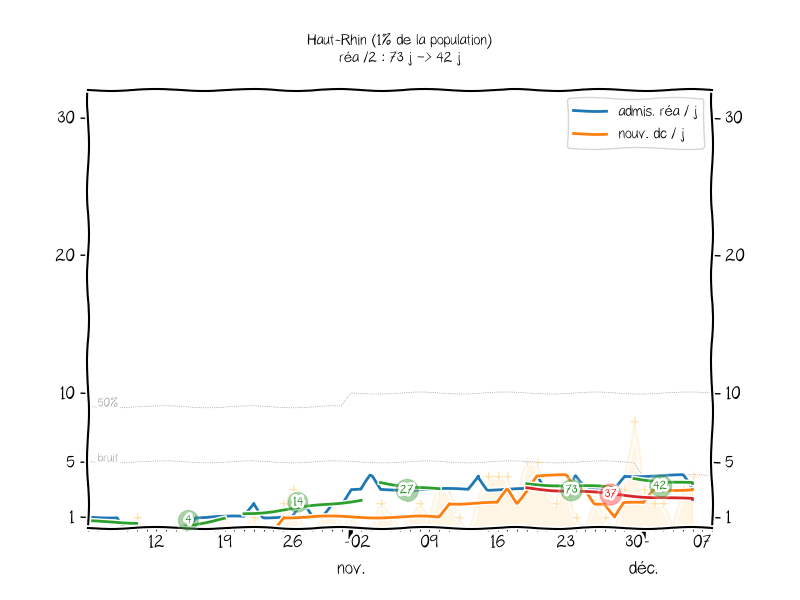 Haut-Rhin (1% de la population)
réa /2 : 73 j -> 42 j
admis. réa / j
nouv. dc / j
30 30
20 20
10 10
50%
5 5
bruit
1 1
4 14 27 73 37 42
12 19 26 02 09 16 23 30 07
nov. déc.